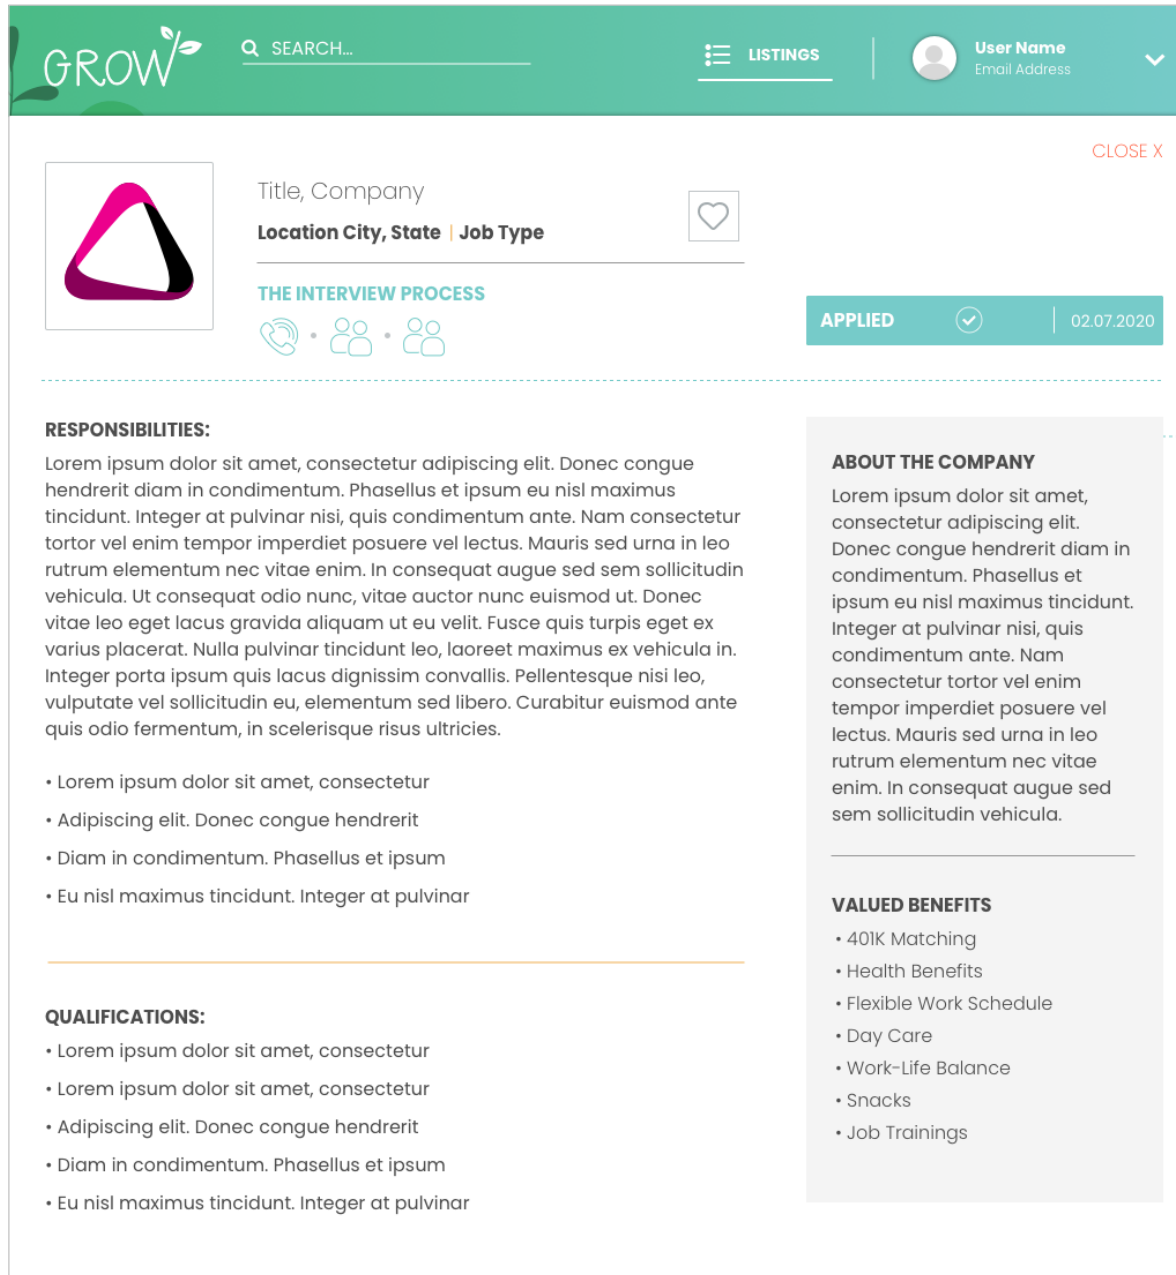 GROW
SEARCH...
LISTINGS
User Name
Email Address
CLOSE X
Title, Company
Location City, State | Job Type
THE INTERVIEW PROCESS
APPLIED
02.07.2020
RESPONSIBILITIES:
Lorem ipsum dolor sit amet, consectetur adipiscing elit. Donec congue
hendrerit diam in condimentum. Phasellus et ipsum eu nisl maximus
tincidunt. Integer at pulvinar nisi, quis condimentum ante. Nam consectetur
tortor vel enim tempor imperdiet posuere vel lectus. Mauris sed urna in leo
rutrum elementum nec vitae enim. In consequat augue sed sem sollicitudin
vehicula. Ut consequat odio nunc, vitae auctor nunc euismod ut. Donec
vitae leo eget lacus gravida aliquam ut eu velit. Fusce quis turpis eget ex
varius placerat. Nulla pulvinar tincidunt leo, laoreet maximus ex vehicula in.
Integer porta ipsum quis lacus dignissim convallis. Pellentesque nisi leo,
vulputate vel sollicitudin eu, elementum sed libero. Curabitur euismod ante
quis odio fermentum, in scelerisque risus ultricies.
• Lorem ipsum dolor sit amet, consectetur
• Adipiscing elit. Donec congue hendrerit
• Diam in condimentum. Phasellus et ipsum
• Eu nisl maximus tincidunt. Integer at pulvinar
QUALIFICATIONS:
• Lorem ipsum dolor sit amet, consectetur
• Lorem ipsum dolor sit amet, consectetur
• Adipiscing elit. Donec congue hendrerit
• Diam in condimentum. Phasellus et ipsum
• Eu nisl maximus tincidunt. Integer at pulvinar
ABOUT THE COMPANY
Lorem ipsum dolor sit amet,
consectetur adipiscing elit.
Donec congue hendrerit diam in
condimentum. Phasellus et
ipsum eu nisl maximus tincidunt.
Integer at pulvinar nisi, quis
condimentum ante. Nam
consectetur tortor vel enim
tempor imperdiet posuere vel
lectus. Mauris sed urna in leo
rutrum elementum nec vitae
enim. In consequat augue sed
sem sollicitudin vehicula.
VALUED BENEFITS
• 401K Matching
• Health Benefits
• Flexible Work Schedule
• Day Care
• Work-Life Balance
• Snacks
• Job Trainings